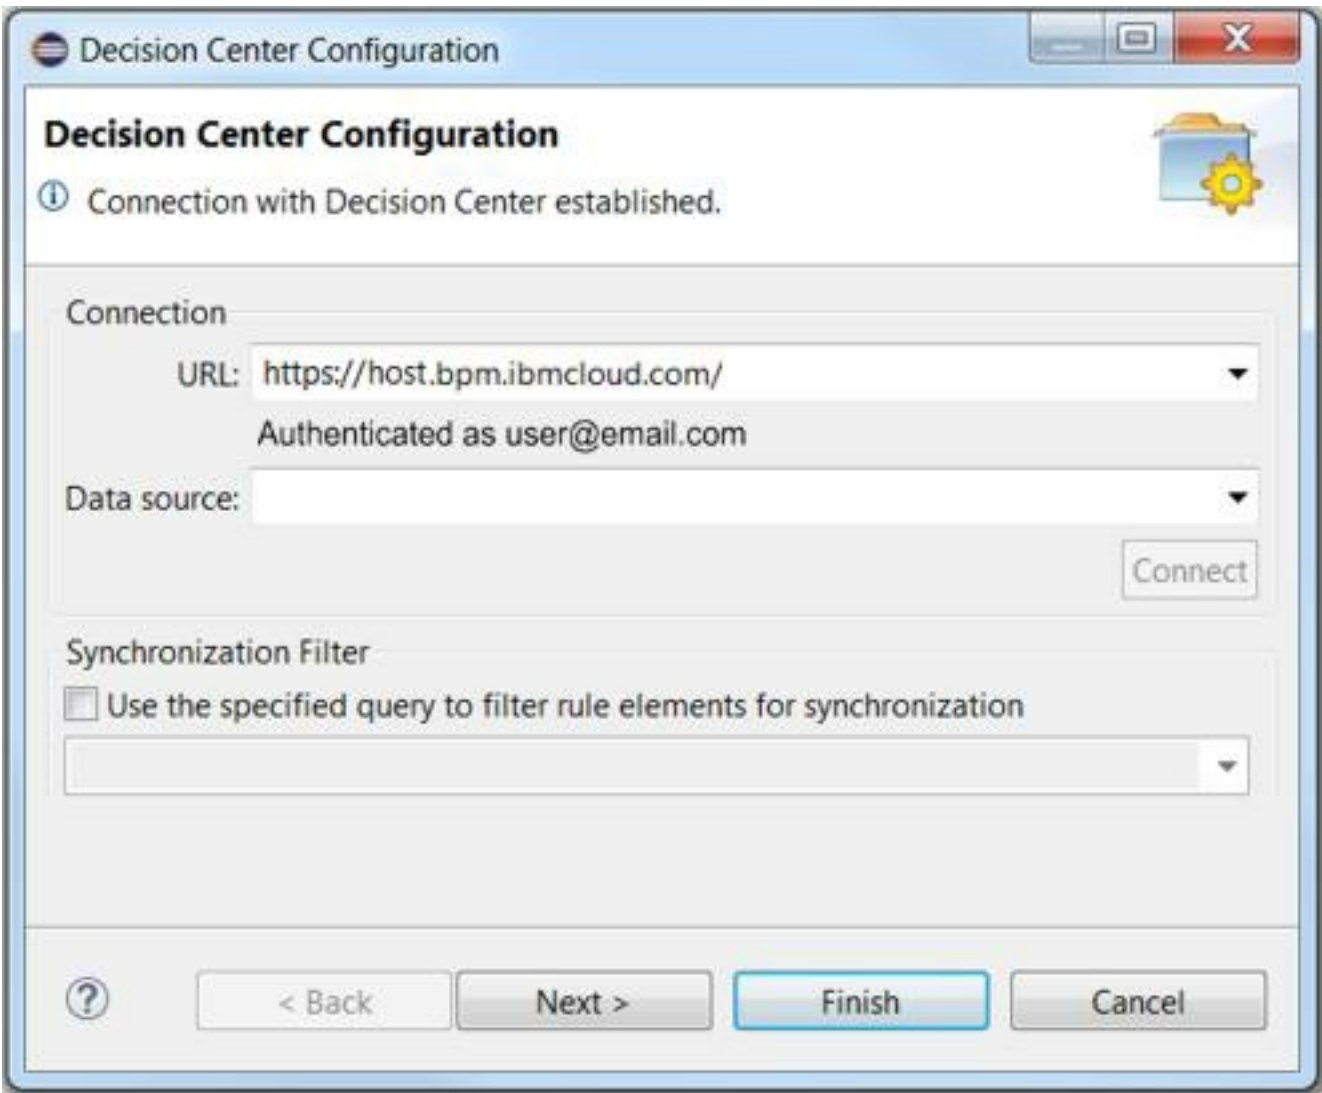 Decision Center Configuration
Decision Center Configuration
Connection with Decision Center established.
Connection
URL: https://host.bpm.ibmcloud.com/
Authenticated as user@email.com
Data source:
Connect
Synchronization Filter
Use the specified query to filter rule elements for synchronization
< Back Next > Finish Cancel